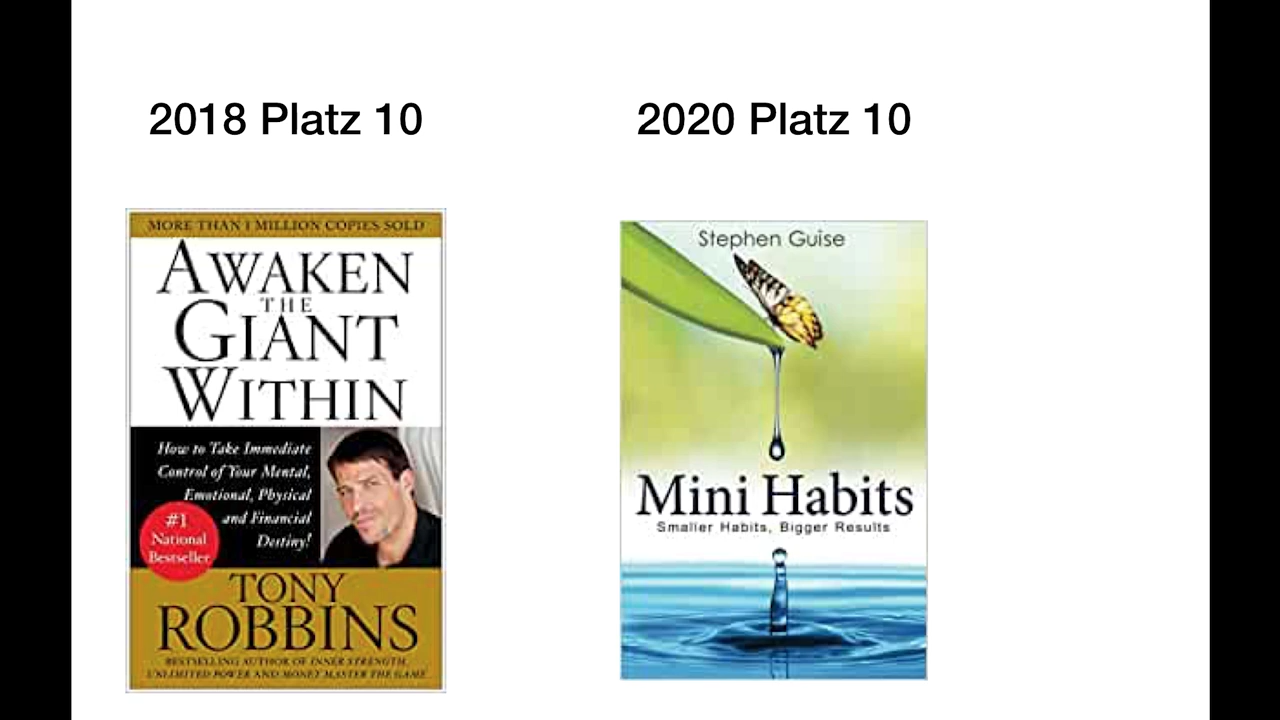 2018 Platz 10
2020 Platz 10
MORE THAN 1 MILLION COPIES SOLD
AWAKEN
THE
GIANT
WITHIN
How to Take Immediate
Control of Your Mental,
Emotional, Physical
and Financial
Destiny!
#1
National
Bestseller
TONY
ROBBINS
BESTSELLING AUTHOR OF INNER STRENGTH,
UNLIMITED POWER AND MONEY MASTER THE GAME
Stephen Guise
Mini Habits
Smaller Habits, Bigger Results